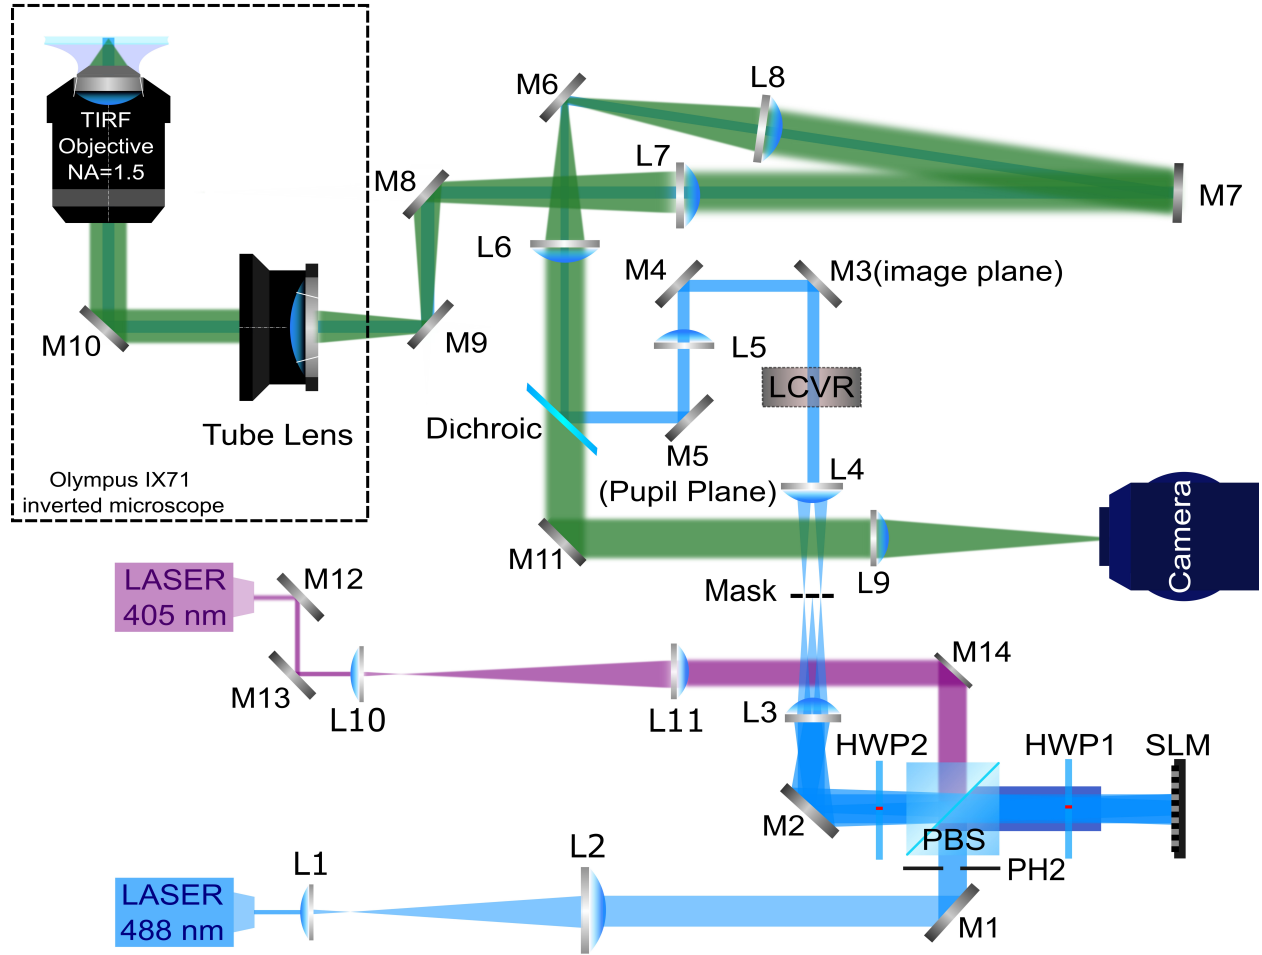 TIRF
Objective
NA=1.5
M10
Tube Lens
Olympus IX71
inverted microscope
M8
M9
M6
L8
L7
M7
L6
M4
M3(image plane)
L5
LCVR
Dichroic
M5
(Pupil Plane)
L4
M11
L9
Camera
Mask
LASER
405 nm
M12
M13
L10
L11
M14
L3
HWP2
HWP1
SLM
M2
PBS
PH2
L1
L2
LASER
488 nm
M1